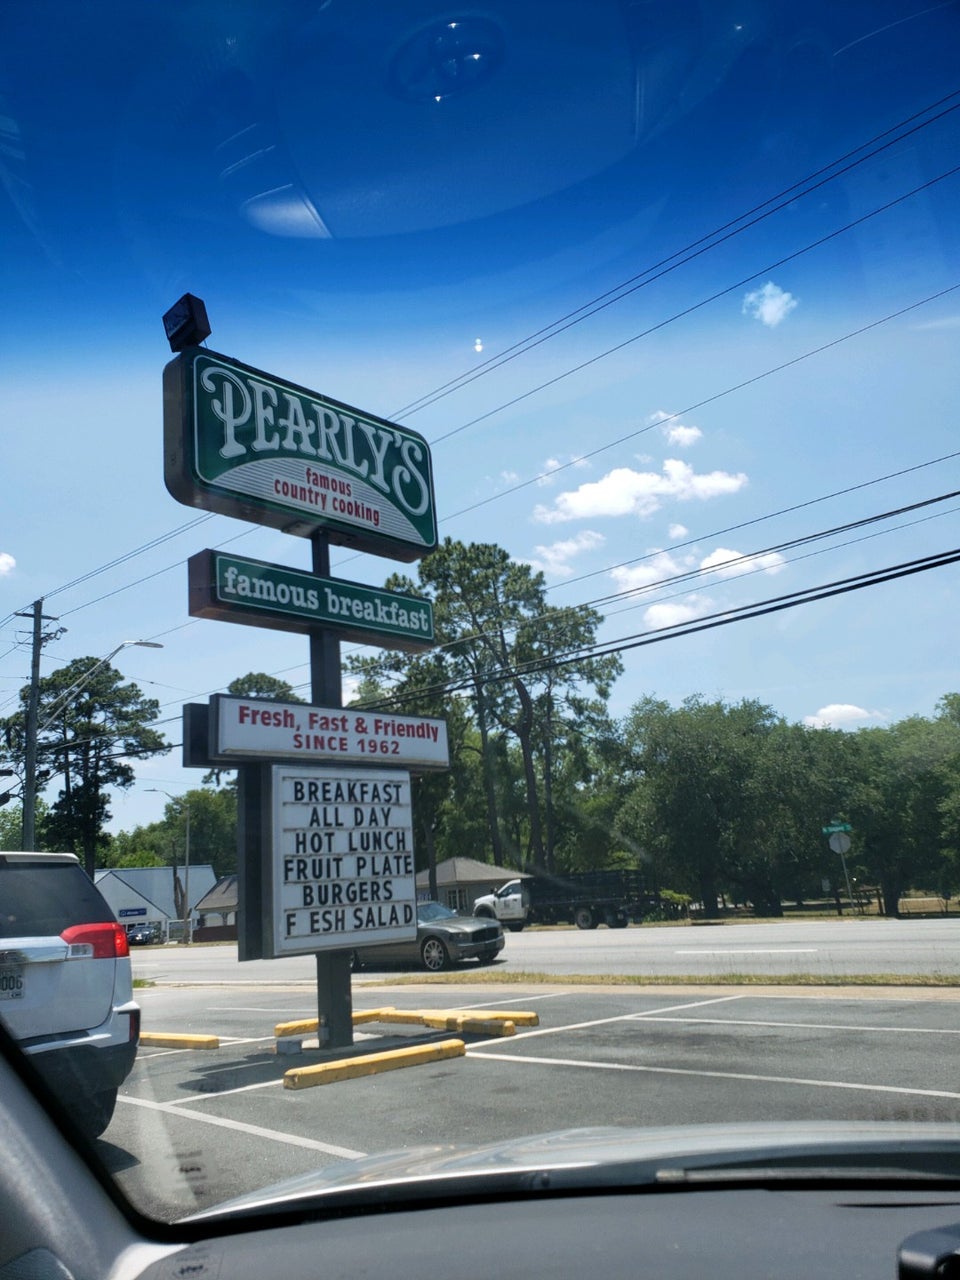 PEARLY'S
famous
country cooking
famous breakfast
Fresh, Fast & Friendly
SINCE 1962
BREAKFAST
ALL DAY
HOT LUNCH
FRUIT PLATE
BURGERS
F ESH SALAD